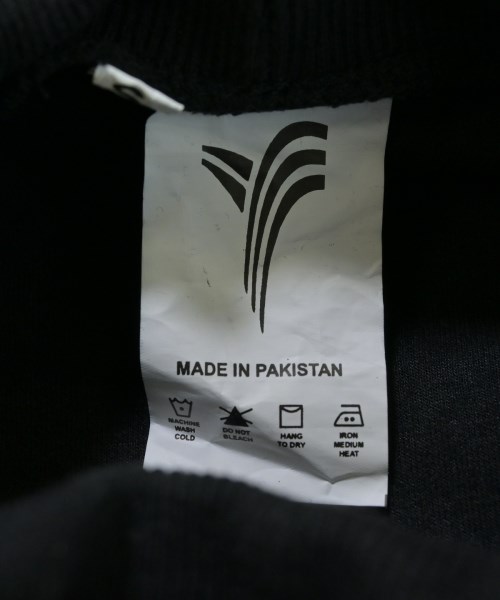 MADE IN PAKISTAN
MACHINE
WASH
COLD
DO NOT
BLEACH
HANG
TO DRY
IRON
MEDIUM
HEAT